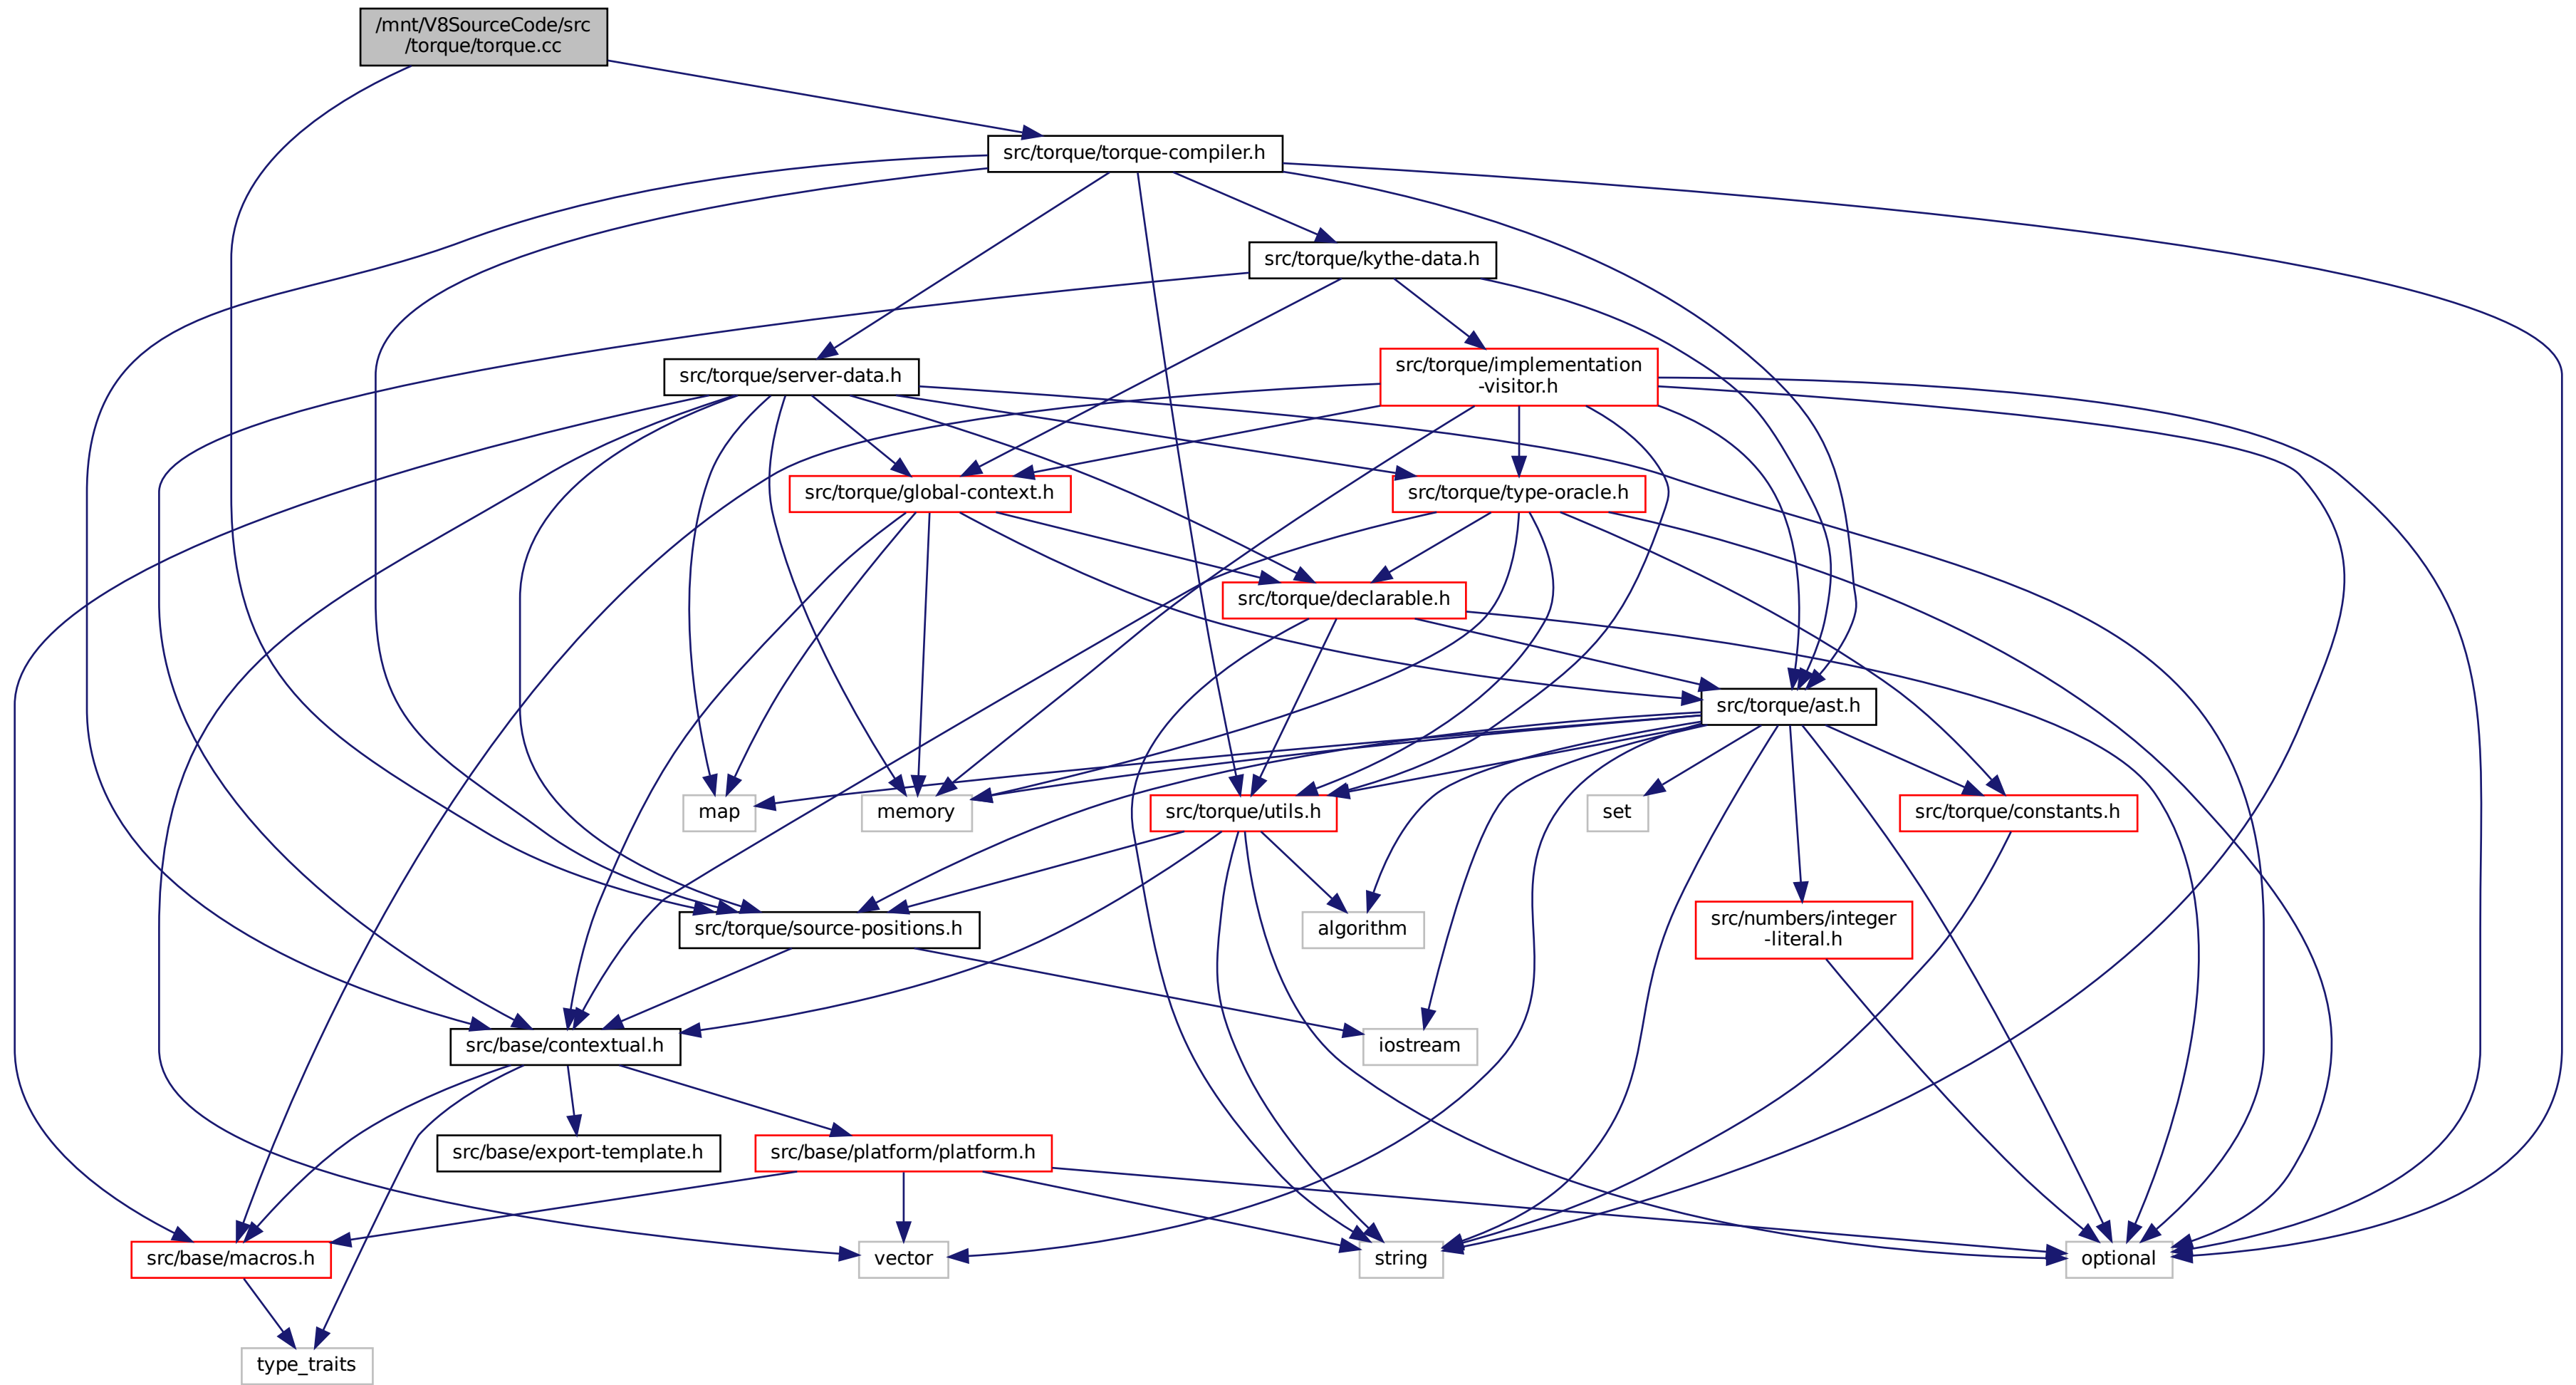 /mnt/V8SourceCode/src
/torque/torque.cc
src/torque/torque-compiler.h
src/torque/kythe-data.h
src/torque/server-data.h
src/torque/implementation
-visitor.h
src/torque/global-context.h
src/torque/type-oracle.h
src/torque/declarable.h
src/torque/ast.h
map
memory
src/torque/utils.h
set
src/torque/constants.h
src/torque/source-positions.h
algorithm
src/numbers/integer
-literal.h
src/base/contextual.h
iostream
src/base/export-template.h
src/base/platform/platform.h
src/base/macros.h
vector
string
optional
type_traits